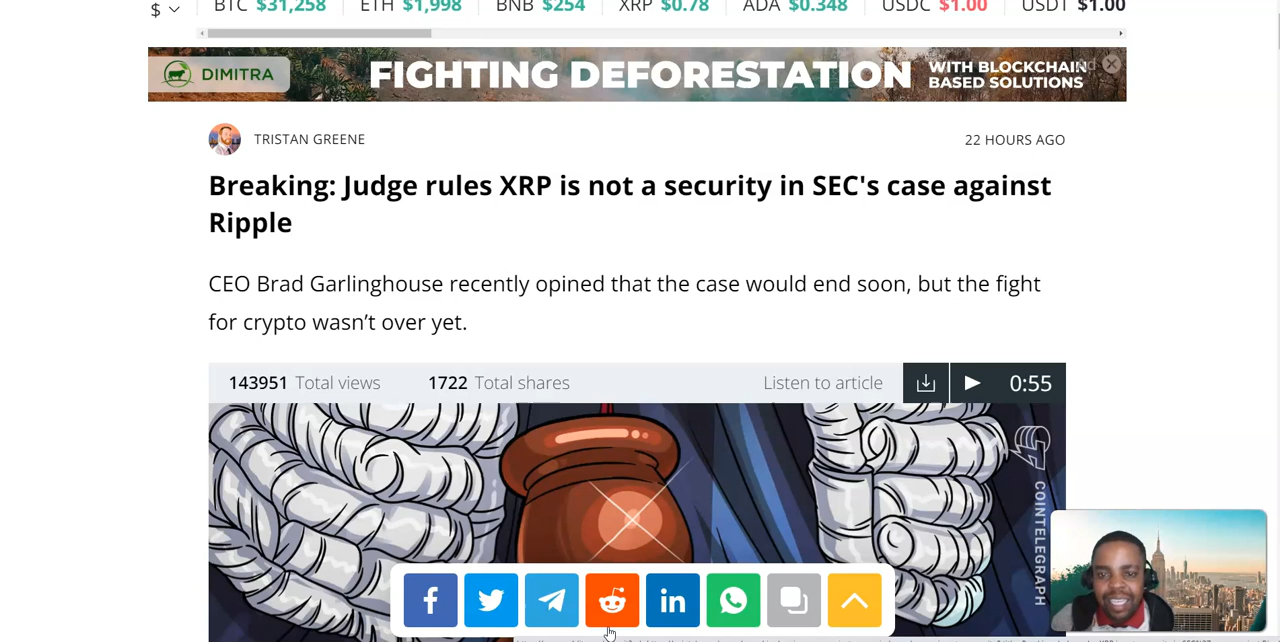 $ BTC $31,258 ETH $1,998 BNB $254 XRP $0.78 ADA $0.348 USDC $1.00 USDT $1.00
DIMITRA FIGHTING DEFORESTATION WITH BLOCKCHAIN
BASED SOLUTIONS
Ad
TRISTAN GREENE 22 HOURS AGO
Breaking: Judge rules XRP is not a security in SEC's case against
Ripple
CEO Brad Garlinghouse recently opined that the case would end soon, but the fight
for crypto wasn’t over yet.
143951 Total views 1722 Total shares Listen to article 0:55
COINTELEGRAPH